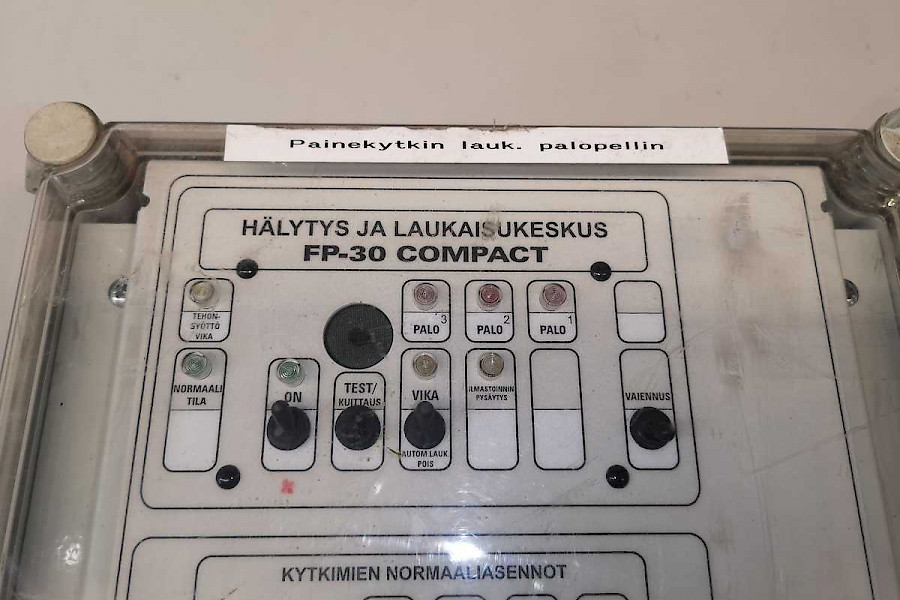 Painekytkin lauk. palopellin
HÄLYTYS JA LAUKAISUKESKUS
FP-30 COMPACT
TEHON-
SYÖTTÖ
VIKA
3
PALO
2
PALO
1
PALO
NORMAALI
TILA
ON
TEST/
KUITTAUS
VIKA
AUTOM.LAUK
POIS
ILMASTOINNIN
PYSÄYTYS
VAIENNUS
KYTKIMIEN NORMAALIASENNOT